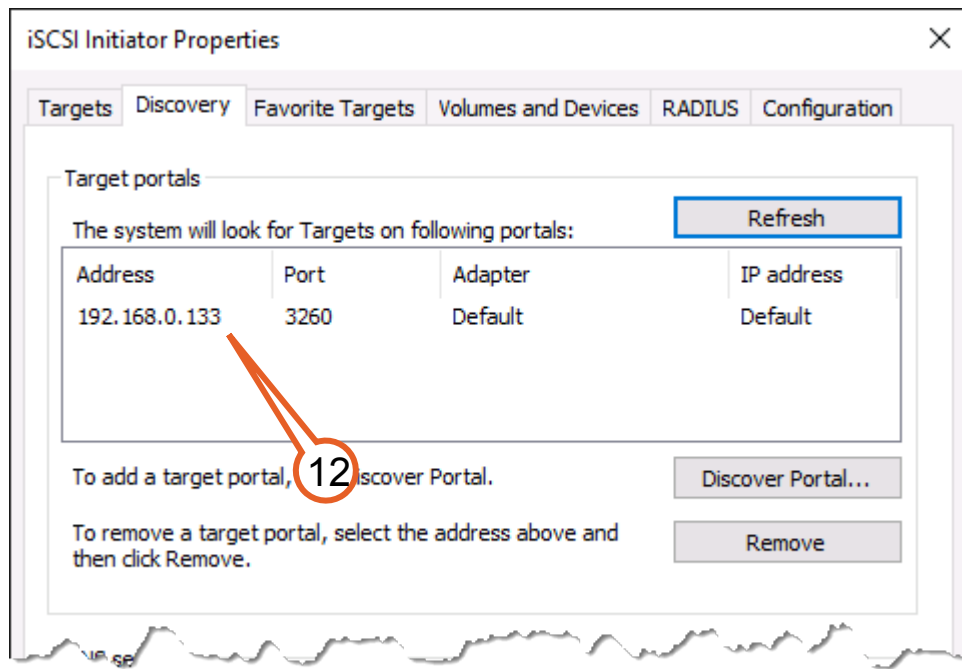 iSCSI Initiator Properties
Targets Discovery Favorite Targets Volumes and Devices RADIUS Configuration
Target portals
The system will look for Targets on following portals:
Refresh
Address Port Adapter IP address
192.168.0.133 3260 Default Default
12
To add a target portal, iscover Portal.
Discover Portal...
To remove a target portal, select the address above and
then click Remove.
Remove